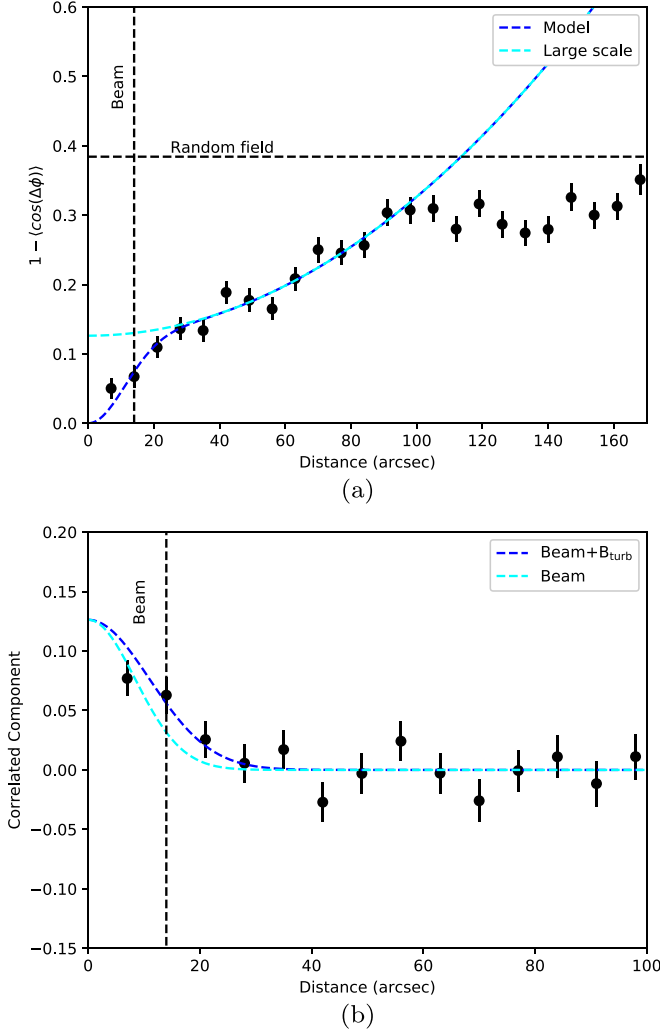 0.6
0.5
0.4
0.3
0.2
0.1
0.0
1 − ⟨cos(Δϕ)⟩
Beam
Random field
Model
Large scale
0 20 40 60 80 100 120 140 160
Distance (arcsec)
(a)
0.20
0.15
0.10
0.05
0.00
−0.05
−0.10
−0.15
Correlated Component
Beam
Beam+B_turb
Beam
0 20 40 60 80 100
Distance (arcsec)
(b)